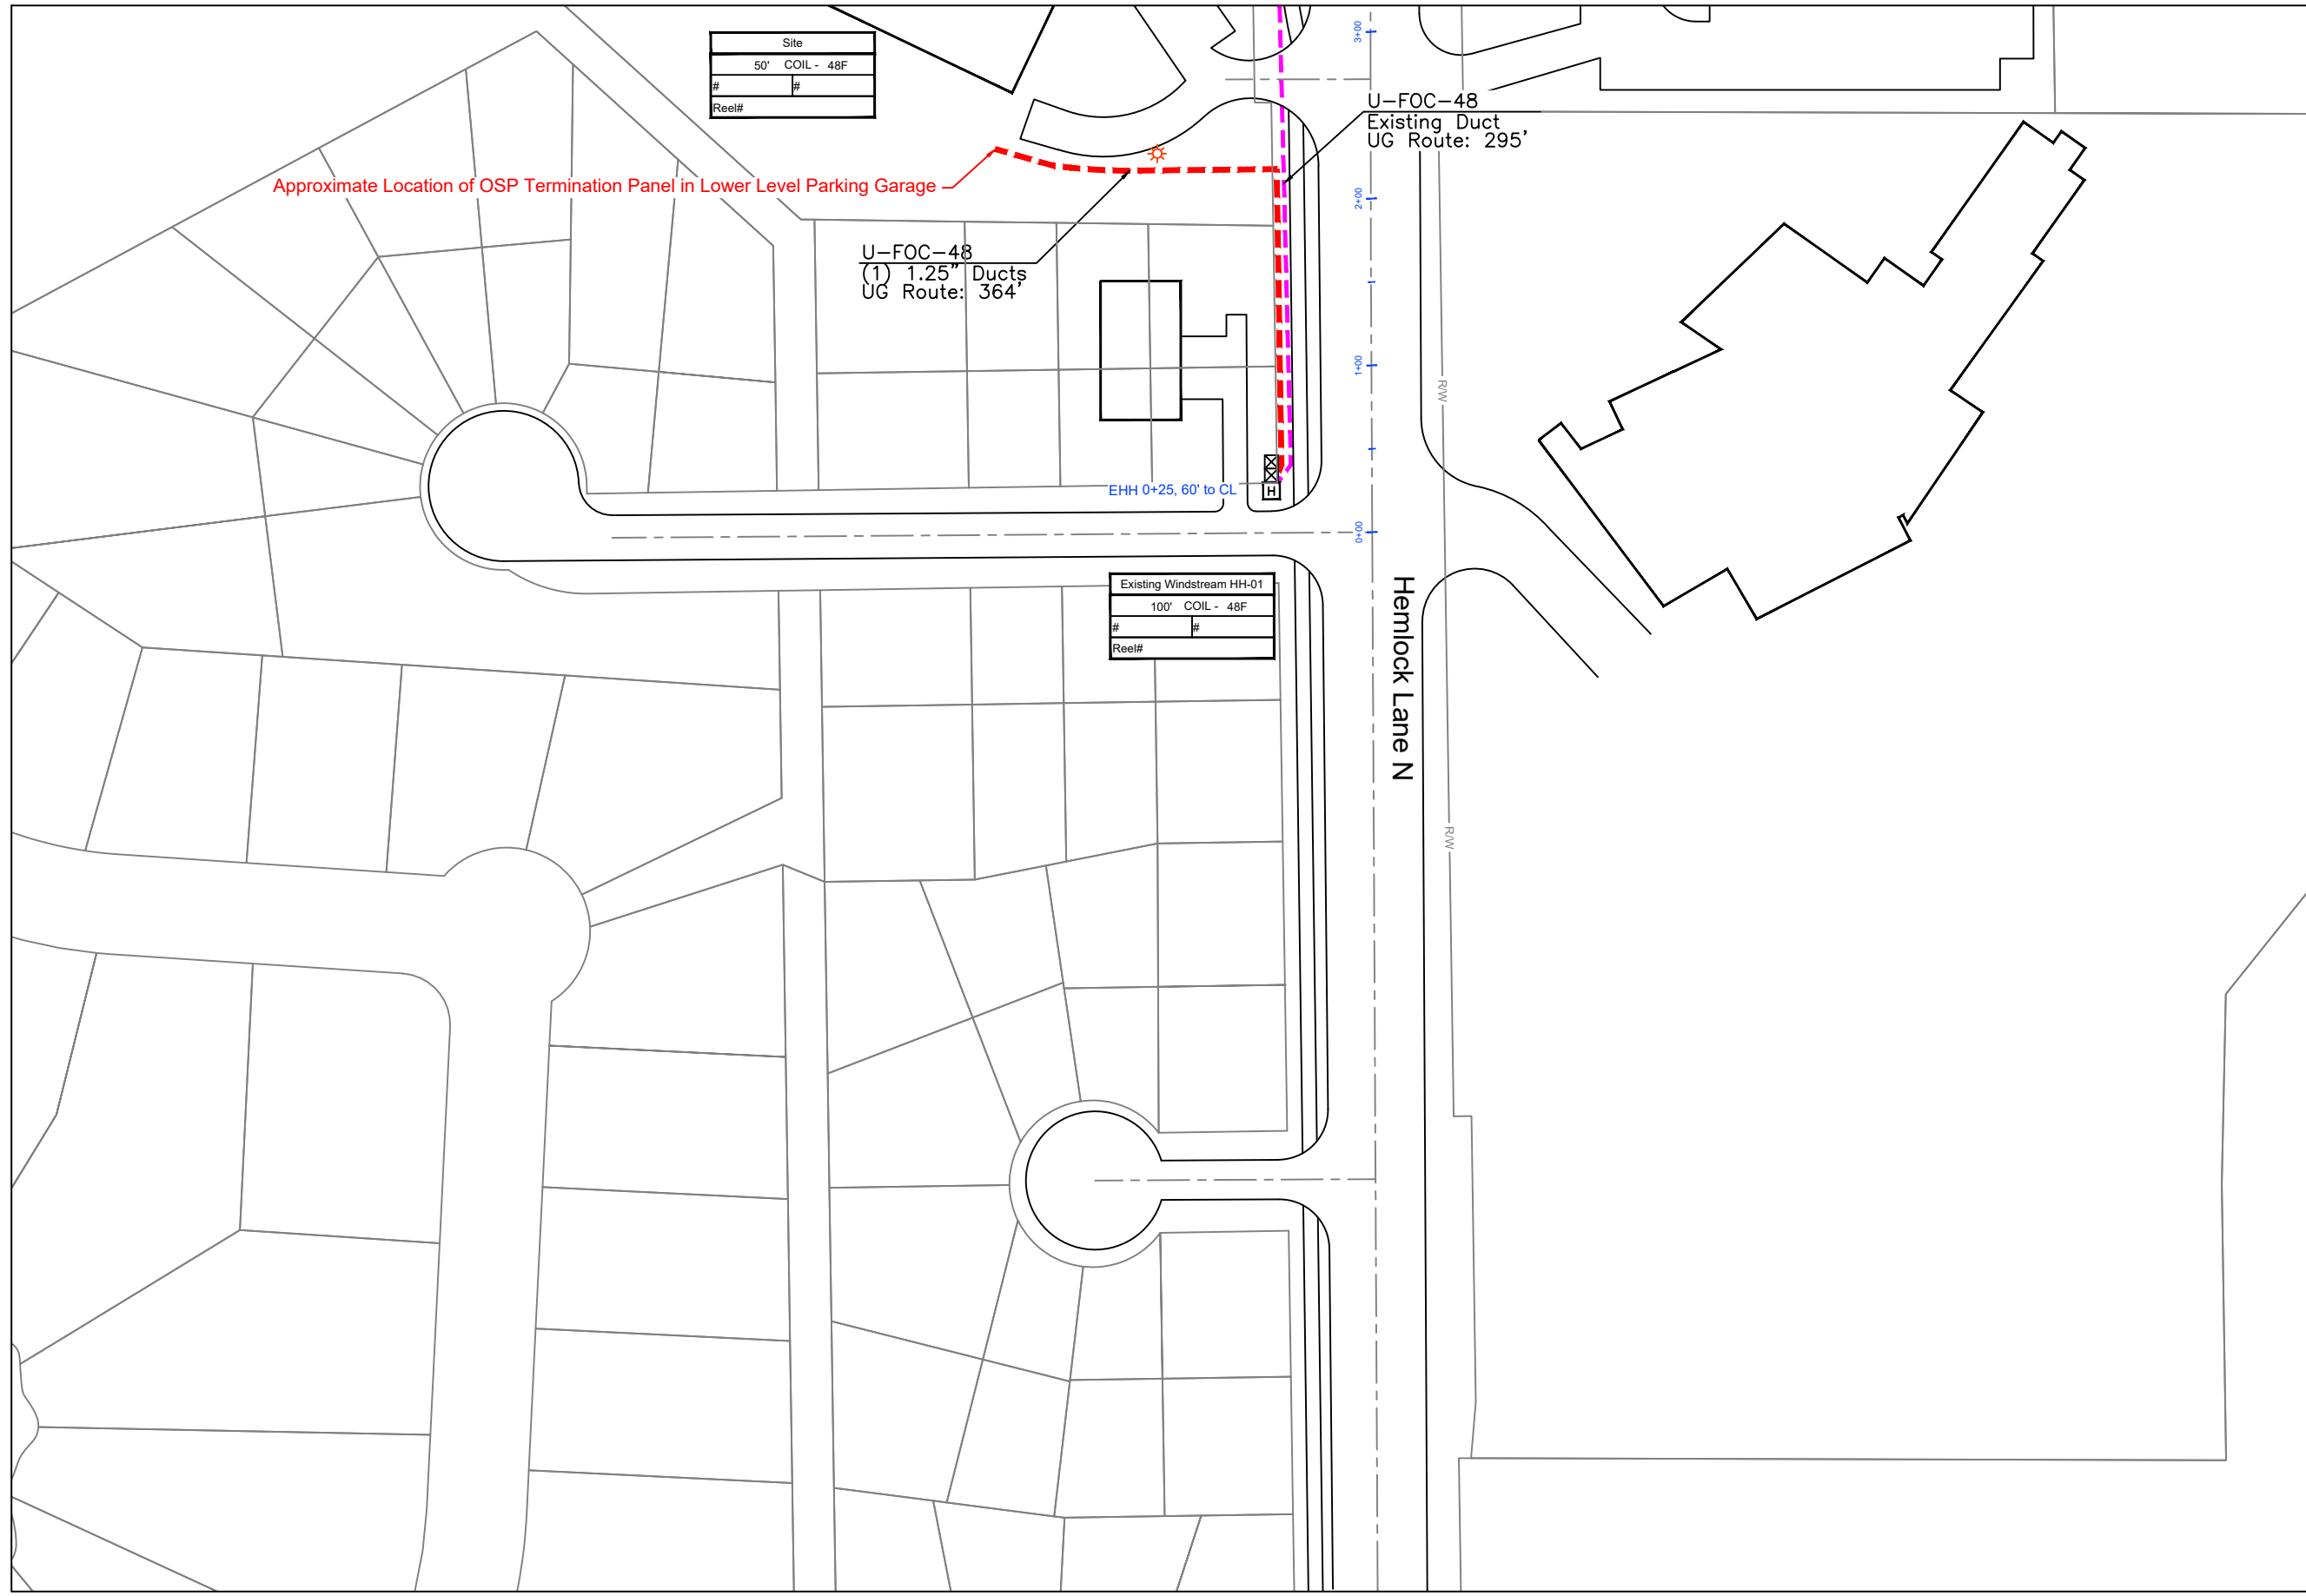 Site
50' COIL - 48F
# #
Reel#
3+00
U-FOC-48
Existing Duct
UG Route: 295'
Approximate Location of OSP Termination Panel in Lower Level Parking Garage
2+00
U-FOC-48
(1) 1.25" Ducts
UG Route: 364'
1+00
R/W
EHH 0+25, 60' to CL
H
0+00
Existing Windstream HH-01
100' COIL - 48F
# #
Reel#
Hemlock Lane N
R/W